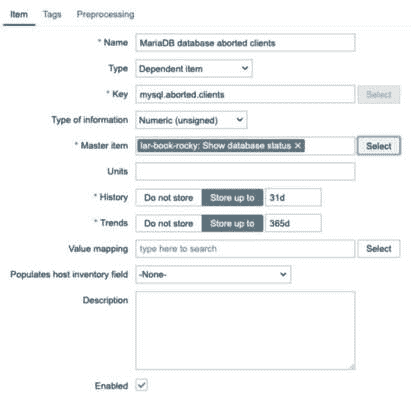 Item Tags Preprocessing
* Name MariaDB database aborted clients
Type Dependent item
* Key mysql.aborted.clients Select
Type of information Numeric (unsigned)
* Master item lar-book-rocky: Show database status × Select
Units
* History Do not store Store up to 31d
* Trends Do not store Store up to 365d
Value mapping type here to search Select
Populates host inventory field -None-
Description
Enabled